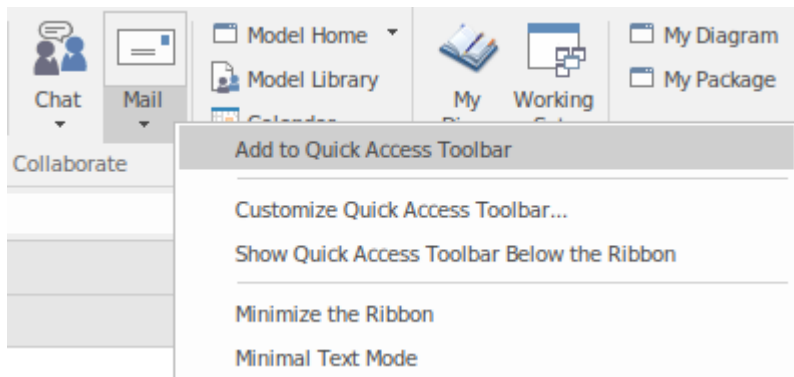 Model Home
My Diagram
Model Library
My Package
Chat
Mail
My
Working
Calendar
Collaborate
Add to Quick Access Toolbar
Customize Quick Access Toolbar...
Show Quick Access Toolbar Below the Ribbon
Minimize the Ribbon
Minimal Text Mode